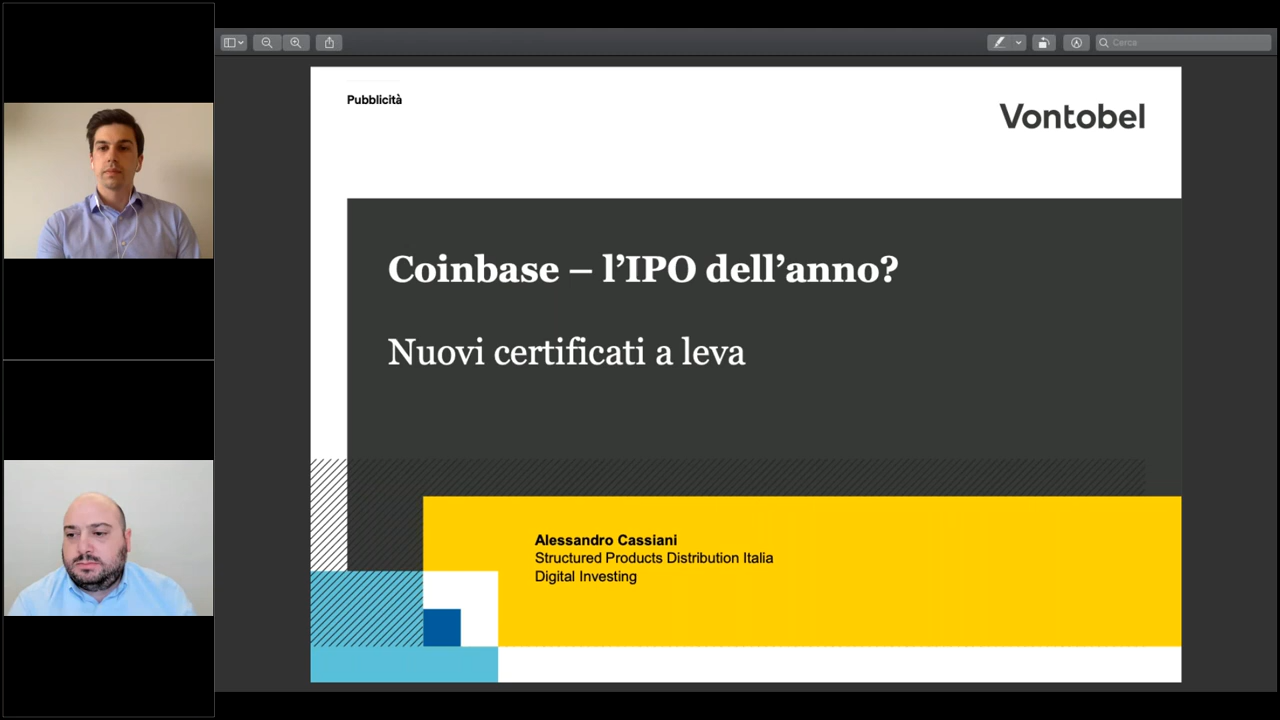 Cerca
Pubblicità
Vontobel
Coinbase – l’IPO dell’anno?
Nuovi certificati a leva
Alessandro Cassiani
Structured Products Distribution Italia
Digital Investing